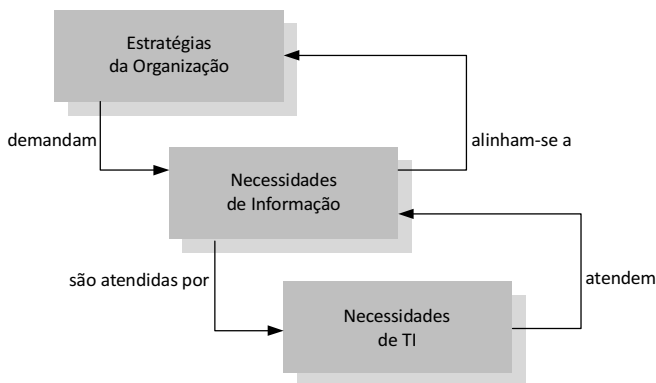 Estratégias
da Organização
demandam
alinham-se a
Necessidades
de Informação
são atendidas por
atendem
Necessidades
de TI